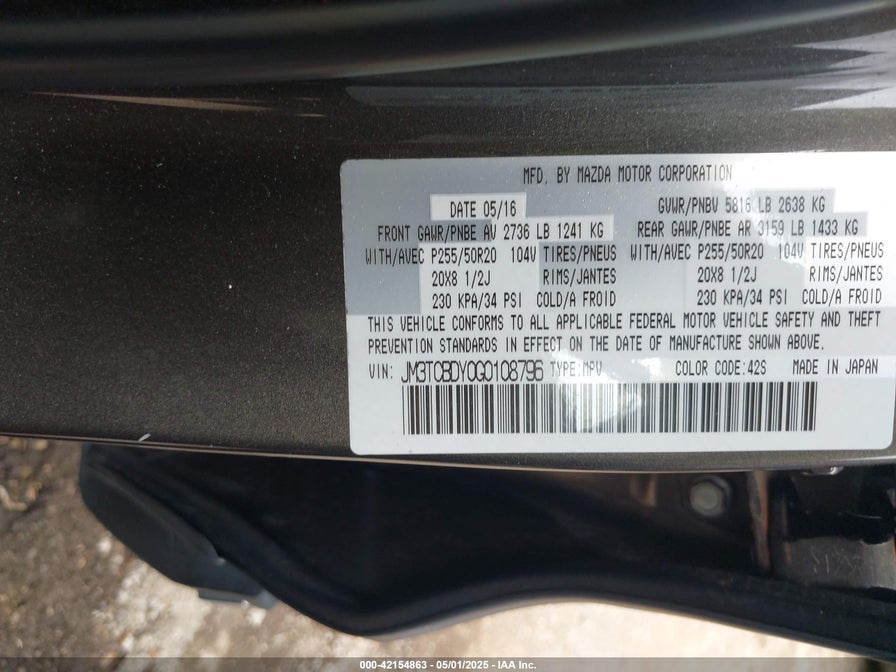 MFD. BY MAZDA MOTOR CORPORATION
DATE 05/16 GVWR/PNBV 5816 LB 2638 KG
FRONT GAWR/PNBE AV 2736 LB 1241 KG REAR GAWR/PNBE AR 3159 LB 1433 KG
WITH/AVEC P255/50R20 104V TIRES/PNEUS WITH/AVEC P255/50R20 104V TIRES/PNEUS
20X8 1/2J RIMS/JANTES 20X8 1/2J RIMS/JANTES
230 KPA/34 PSI COLD/A FROID 230 KPA/34 PSI COLD/A FROID
THIS VEHICLE CONFORMS TO ALL APPLICABLE FEDERAL MOTOR VEHICLE SAFETY AND THEFT
PREVENTION STANDARDS IN EFFECT ON THE DATE OF MANUFACTURE SHOWN ABOVE.
VIN: JM3TCBDY0G0108796 TYPE:MPV COLOR CODE:42S MADE IN JAPAN
000-42154863 - 05/01/2025 - IAA Inc.